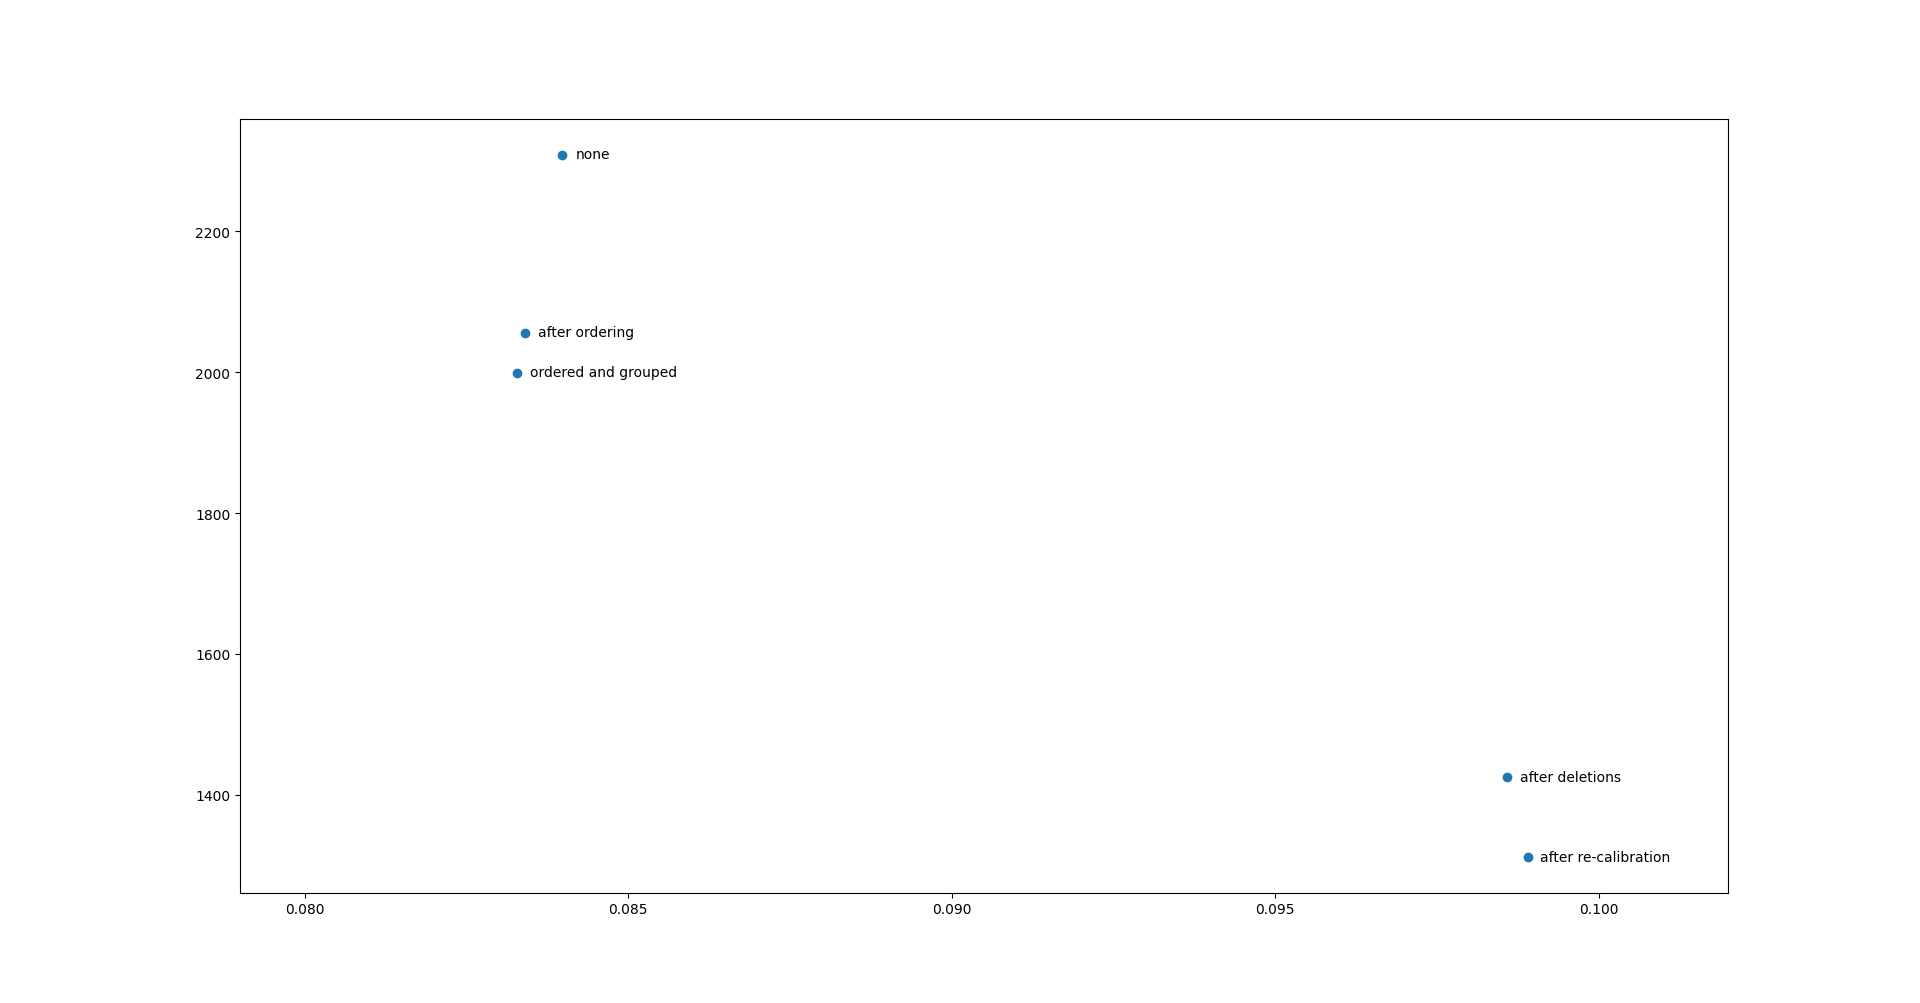 none
2200
after ordering
2000
ordered and grouped
1800
1600
after deletions
1400
after re-calibration
0.080 0.085 0.090 0.095 0.100